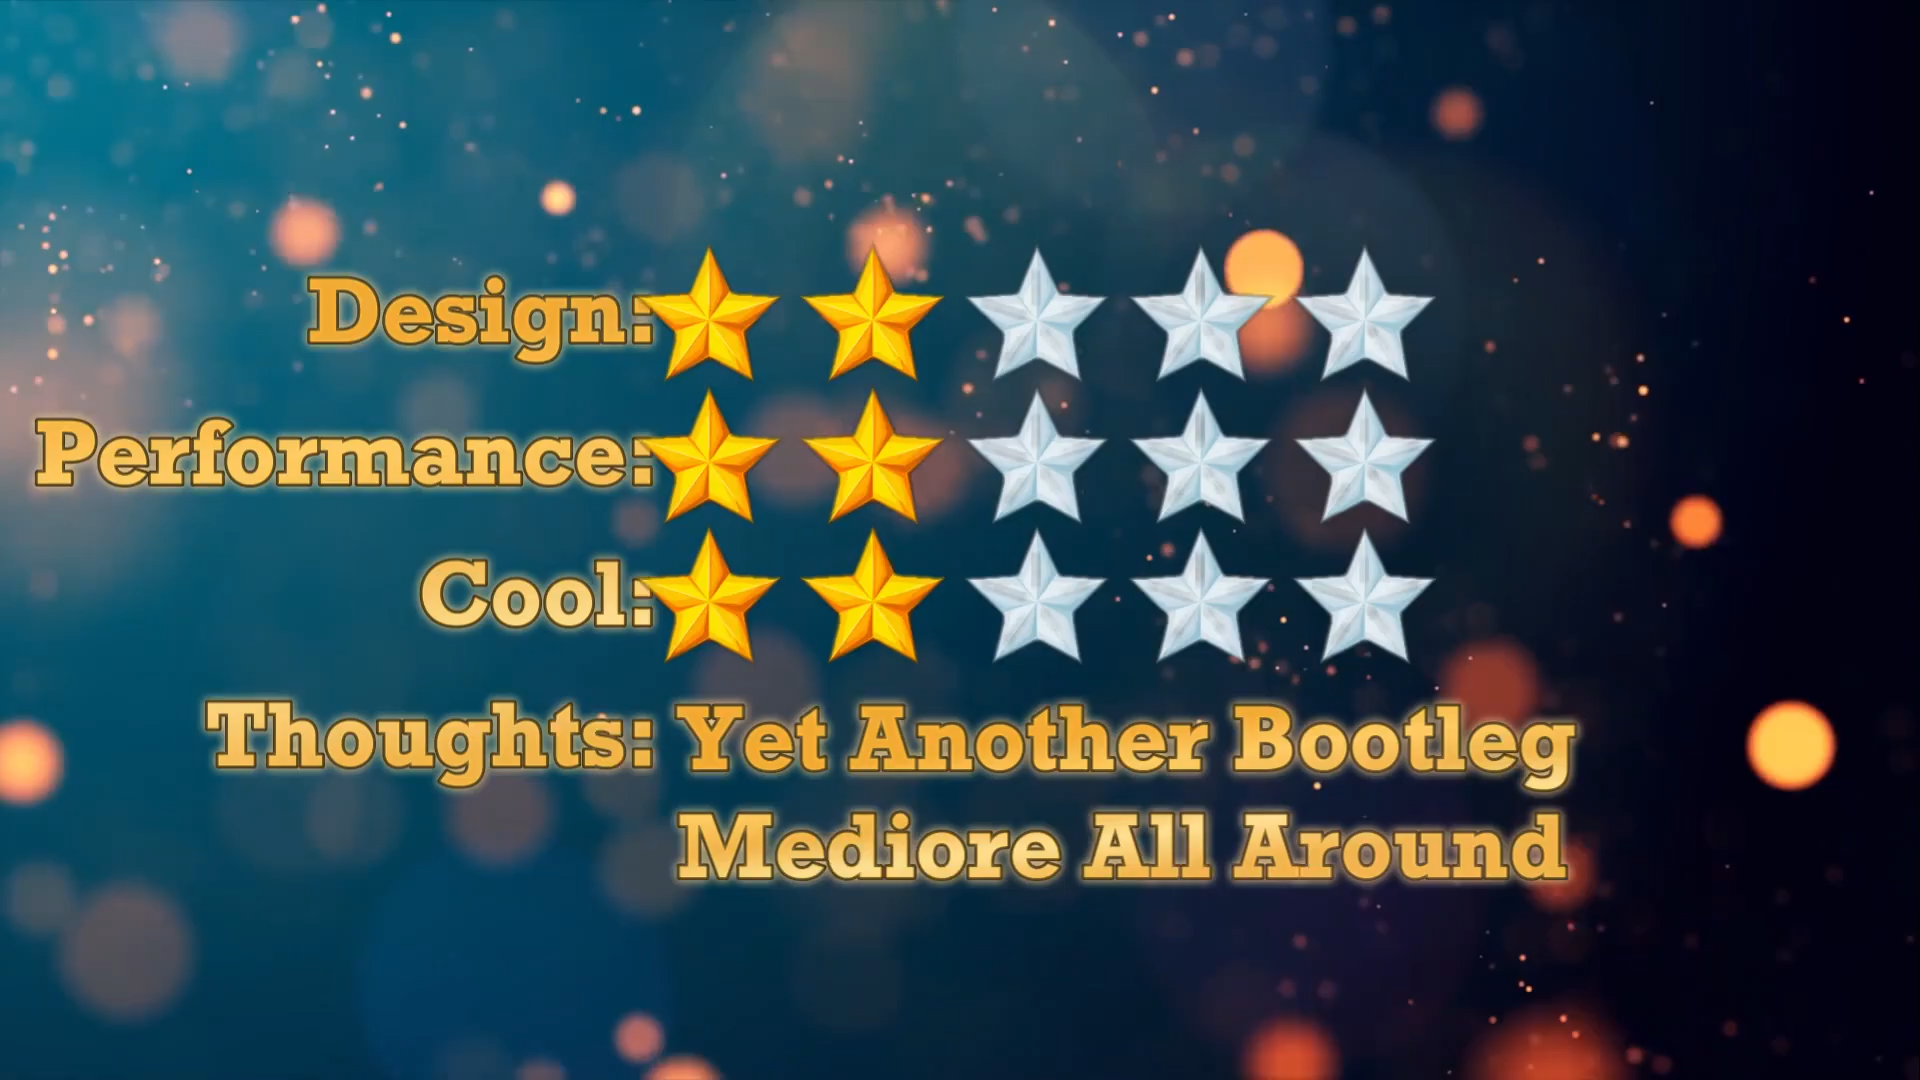 Design:
Performance:
Cool:
Thoughts: Yet Another Bootleg
Mediore All Around